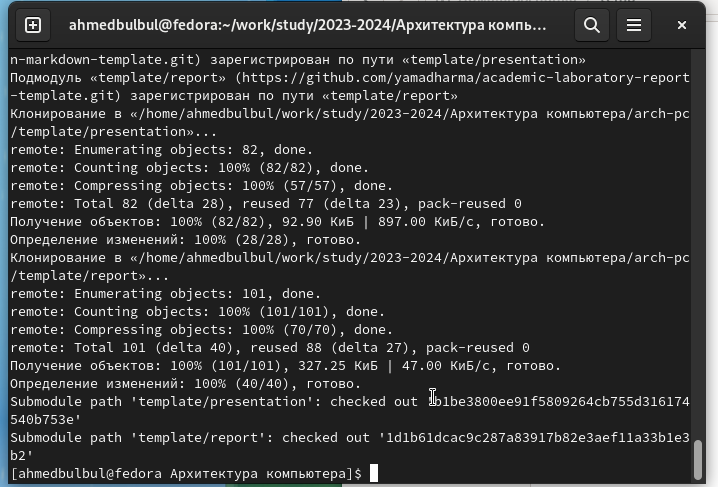 ahmedbulbul@fedora:~/work/study/2023-2024/Архитектура компь...
n-markdown-template.git) зарегистрирован по пути «template/presentation»
Подмодуль «template/report» (https://github.com/yamadharma/academic-laboratory-report
-template.git) зарегистрирован по пути «template/report»
Клонирование в «/home/ahmedbulbul/work/study/2023-2024/Архитектура компьютера/arch-pc
/template/presentation»...
remote: Enumerating objects: 82, done.
remote: Counting objects: 100% (82/82), done.
remote: Compressing objects: 100% (57/57), done.
remote: Total 82 (delta 28), reused 77 (delta 23), pack-reused 0
Получение объектов: 100% (82/82), 92.90 КиБ | 897.00 КиБ/с, готово.
Определение изменений: 100% (28/28), готово.
Клонирование в «/home/ahmedbulbul/work/study/2023-2024/Архитектура компьютера/arch-pc
/template/report»...
remote: Enumerating objects: 101, done.
remote: Counting objects: 100% (101/101), done.
remote: Compressing objects: 100% (70/70), done.
remote: Total 101 (delta 40), reused 88 (delta 27), pack-reused 0
Получение объектов: 100% (101/101), 327.25 КиБ | 47.00 КиБ/с, готово.
Определение изменений: 100% (40/40), готово.
Submodule path 'template/presentation': checked out
540b753e'
Submodule path 'template/report': checked out '1d1b61dcac9c287a83917b82e3aef11a33b1e3
b2'
[ahmedbulbul@fedora Архитектура компьютера]$